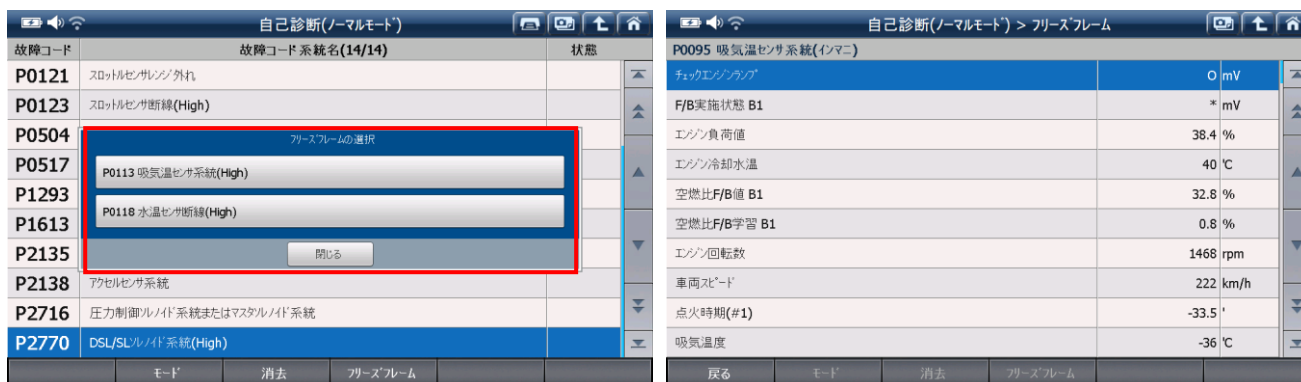 自己診断(ノーマルモード)
故障コード 故障コード系統名(14/14) 状態
P0121 スロットルセンサレンジ外れ
P0123 スロットルセンサ断線(High)
P0504
P0517
P1293
P1613
P2135
フリーズフレームの選択
P0113 吸気温センサ系統(High)
P0118 水温センサ断線(High)
閉じる
P2138 アクセルセンサ系統
P2716 圧力制御ソレノイド系統またはマスタソレノイド系統
P2770 DSL/SLソレノイド系統(High)
モード 消去 フリーズフレーム
自己診断(ノーマルモード) > フリーズフレーム
P0095 吸気温センサ系統(インマニ)
チェックエンジンランプ O mV
F/B実施状態 B1 * mV
エンジン負荷値 38.4 %
エンジン冷却水温 40 ℃
空燃比F/B値 B1 32.8 %
空燃比F/B学習 B1 0.8 %
エンジン回転数 1468 rpm
車両スピード 222 km/h
点火時期(#1) -33.5 '
吸気温度 -36 ℃
戻る モード 消去 フリーズフレーム